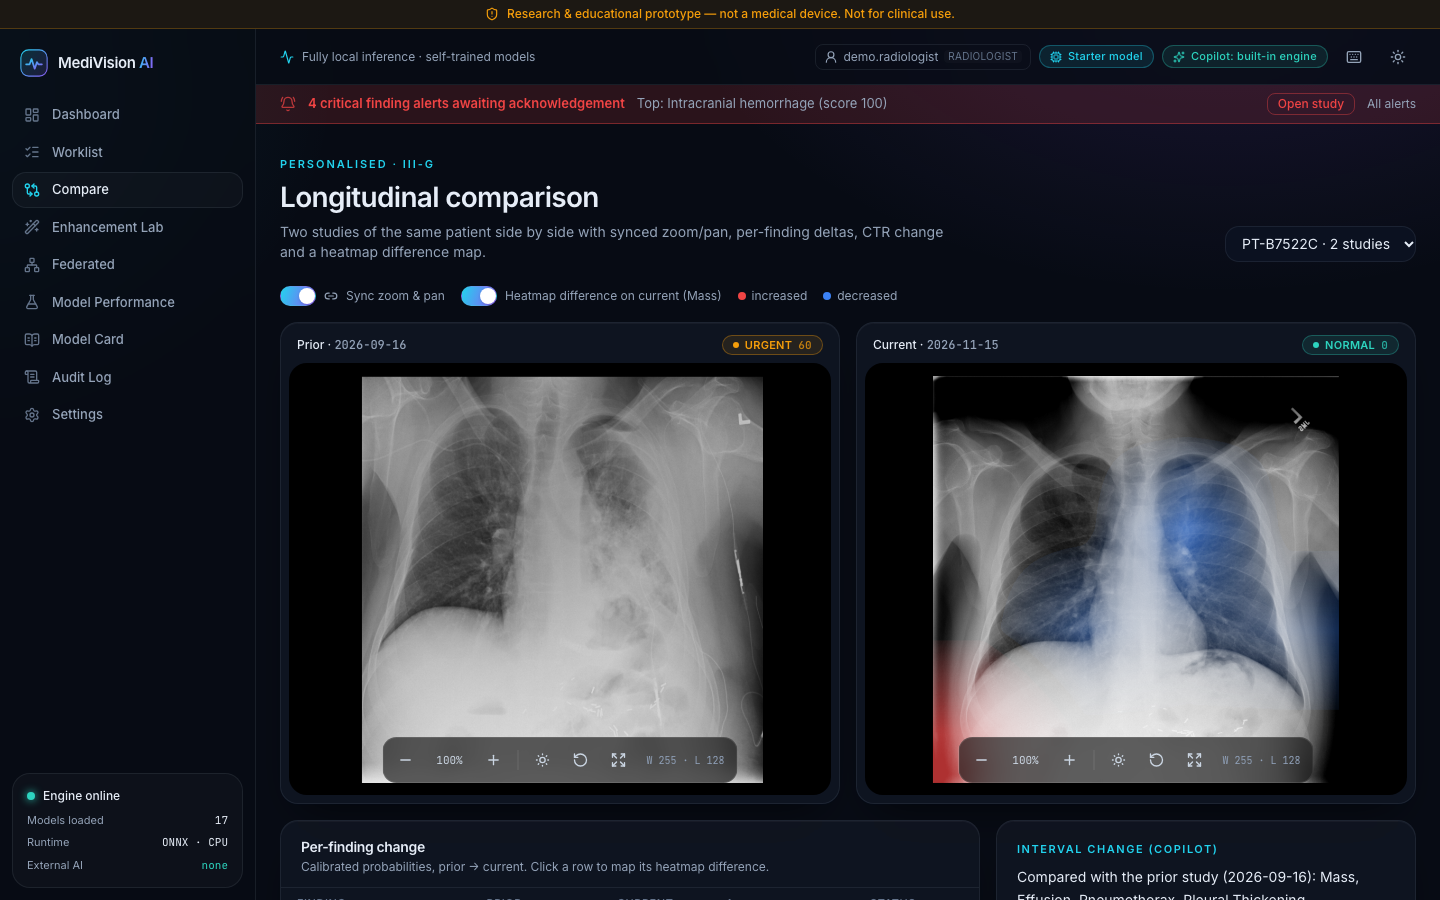 Research & educational prototype — not a medical device. Not for clinical use.
MediVision AI
Dashboard
Worklist
Compare
Enhancement Lab
Federated
Model Performance
Model Card
Audit Log
Settings
Engine online
Models loaded 17
Runtime ONNX · CPU
External AI none
Fully local inference · self-trained models
demo.radiologist RADIOLOGIST
Starter model
Copilot: built-in engine
4 critical finding alerts awaiting acknowledgement Top: Intracranial hemorrhage (score 100)
Open study
All alerts
PERSONALISED · III-G
Longitudinal comparison
Two studies of the same patient side by side with synced zoom/pan, per-finding deltas, CTR change
and a heatmap difference map.
PT-B7522C · 2 studies
Sync zoom & pan
Heatmap difference on current (Mass)
increased
decreased
Prior · 2026-09-16
URGENT 60
L
100%
W 255 · L 128
Current · 2026-11-15
NORMAL 0
100%
W 255 · L 128
Per-finding change
Calibrated probabilities, prior → current. Click a row to map its heatmap difference.
INTERVAL CHANGE (COPILOT)
Compared with the prior study (2026-09-16): Mass,
Effusion, Pneumothorax, Pleural Thickening